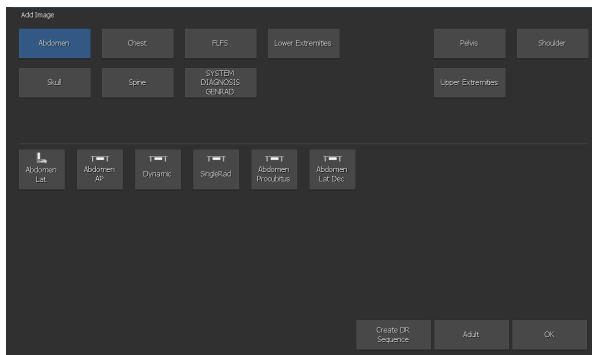 Add Image
Abdomen
Chest
FLFS
Lower Extremities
Pelvis
Shoulder
Skull
Spine
SYSTEM
DIAGNOSIS
GENRAD
Upper Extremities
Abdomen
Lat.
Abdomen
AP
Dynamic
SingleRad
Abdomen
Procubitus
Abdomen
Lat Dec
Create DR
Sequence
Adult
OK